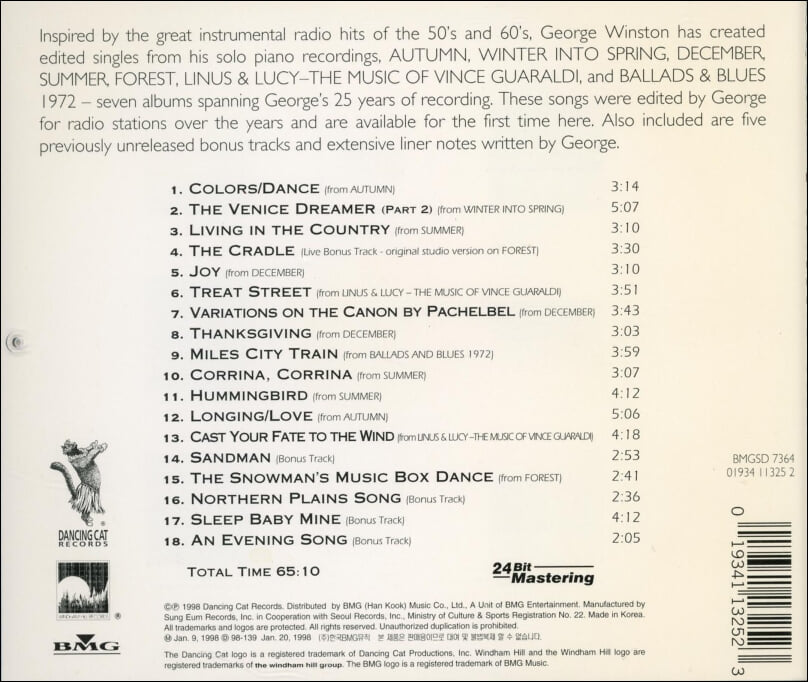 Inspired by the great instrumental radio hits of the 50's and 60's, George Winston has created
edited singles from his solo piano recordings, AUTUMN, WINTER INTO SPRING, DECEMBER,
SUMMER, FOREST, LINUS & LUCY–THE MUSIC OF VINCE GUARALDI, and BALLADS & BLUES
1972 – seven albums spanning George's 25 years of recording. These songs were edited by George
for radio stations over the years and are available for the first time here. Also included are five
previously unreleased bonus tracks and extensive liner notes written by George.
1. COLORS/DANCE (from AUTUMN) 3:14
2. THE VENICE DREAMER (PART 2) (from WINTER INTO SPRING) 5:07
3. LIVING IN THE COUNTRY (from SUMMER) 3:10
4. THE CRADLE (Live Bonus Track - original studio version on FOREST) 3:30
5. JOY (from DECEMBER) 3:10
6. TREAT STREET (from LINUS & LUCY – THE MUSIC OF VINCE GUARALDI) 3:51
7. VARIATIONS ON THE CANON BY PACHELBEL (from DECEMBER) 3:43
8. THANKSGIVING (from DECEMBER) 3:03
9. MILES CITY TRAIN (from BALLADS AND BLUES 1972) 3:59
10. CORRINA, CORRINA (from SUMMER) 3:07
11. HUMMINGBIRD (from SUMMER) 4:12
12. LONGING/LOVE (from AUTUMN) 5:06
13. CAST YOUR FATE TO THE WIND (from LINUS & LUCY –THE MUSIC OF VINCE GUARALDI) 4:18
14. SANDMAN (Bonus Track) 2:53
15. THE SNOWMAN'S MUSIC BOX DANCE (from FOREST) 2:41
16. NORTHERN PLAINS SONG (Bonus Track) 2:36
17. SLEEP BABY MINE (Bonus Track) 4:12
18. AN EVENING SONG (Bonus Track) 2:05
TOTAL TIME 65:10
24 Bit Mastering
BMGSD 7364
01934 11325 2
0 19341 13252 3
DANCING CAT
RECORDS
®
BMG
©℗ 1998 Dancing Cat Records. Distributed by BMG (Han Kook) Music Co., Ltd., A Unit of BMG Entertainment. Manufactured by
Sung Eum Records, Inc. in Cooperation with Seoul Records, Inc., Ministry of Culture & Sports Registration No. 22. Made in Korea.
All trademarks and logos are protected. All rights reserved. Unauthorized duplication is prohibited.
Jan. 9, 1998 98-139 Jan. 20, 1998 (주)한국BMG뮤직 본 제품은 판매용이므로 대여 및 불법복제 할 수 없습니다.
The Dancing Cat logo is a registered trademark of Dancing Cat Productions, Inc. Windham Hill and the Windham Hill logo are
registered trademarks of the windham hill group. The BMG logo is a registered trademark of BMG Music.